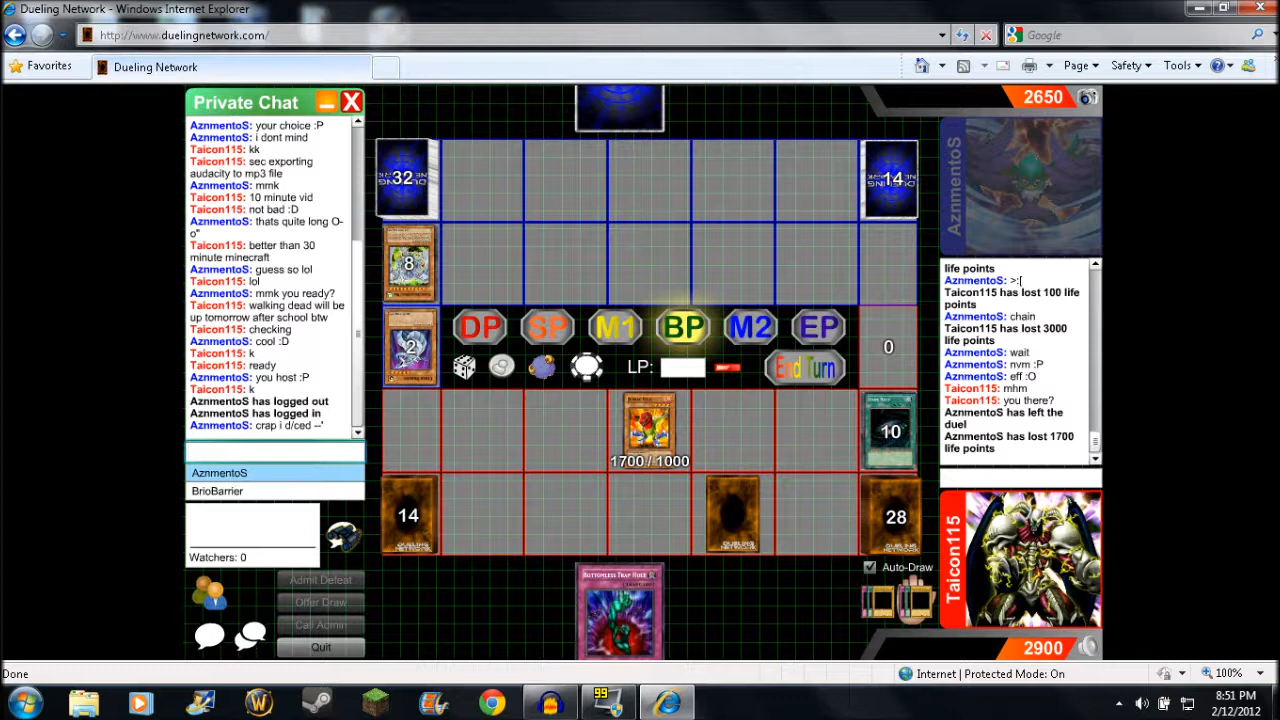 Dueling Network - Windows Internet Explorer
http://www.duelingnetwork.com/
Google
Favorites
Dueling Network
Page
Safety
Tools
Private Chat
X
AznmentoS: your choice :P
AznmentoS: i dont mind
Taicon115: kk
Taicon115: sec exporting
audacity to mp3 file
AznmentoS: mmk
Taicon115: 10 minute vid
Taicon115: not bad :D
AznmentoS: thats quite long O-
o"
Taicon115: better than 30
minute minecraft
AznmentoS: guess so lol
Taicon115: lol
AznmentoS: mmk you ready?
Taicon115: walking dead will be
up tomorrow after school btw
Taicon115: checking
AznmentoS: cool :D
Taicon115: k
Taicon115: ready
AznmentoS: you host :P
Taicon115: k
AznmentoS has logged out
AznmentoS has logged in
AznmentoS: crap i d/ced --'
AznmentoS
BrioBarrier
Watchers: 0
Admit Defeat
Offer Draw
Call Admin
Quit
32
14
8
2
DP
SP
M1
BP
M2
EP
0
LP:
End Turn
10
1700 / 1000
14
28
BOTTOMLESS TRAP HOLE
2650
AznmentoS
life points
AznmentoS: >:[
Taicon115 has lost 100 life
points
AznmentoS: chain
Taicon115 has lost 3000
life points
AznmentoS: wait
AznmentoS: nvm :P
AznmentoS: eff :O
Taicon115: mhm
Taicon115: you there?
AznmentoS has left the
duel
AznmentoS has lost 1700
life points
Taicon115
Auto-Draw
2900
Done
Internet | Protected Mode: On
100%
99
8:51 PM
2/12/2012